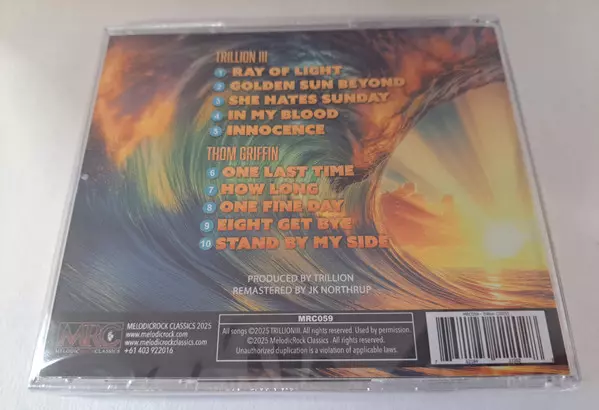 TRILLION III
1 RAY OF LIGHT
2 GOLDEN SUN BEYOND
3 SHE HATES SUNDAY
4 IN MY BLOOD
5 INNOCENCE
THOM GRIFFIN
6 ONE LAST TIME
7 HOW LONG
8 ONE FINE DAY
9 EIGHT GET BYE
10 STAND BY MY SIDE
PRODUCED BY TRILLION
REMASTERED BY JK NORTHRUP
MRC
MELODICROCK CLASSICS
MELODICROCK CLASSICS 2025
www.melodicrock.com
www.melodicrockclassics.com
+61 403 922016
MRC059
All songs ©2025 TRILLIONIII. All rights reserved. Used by permission.
©2025 MelodicRock Classics . All rights reserved.
Unauthorized duplication is a violation of applicable laws.